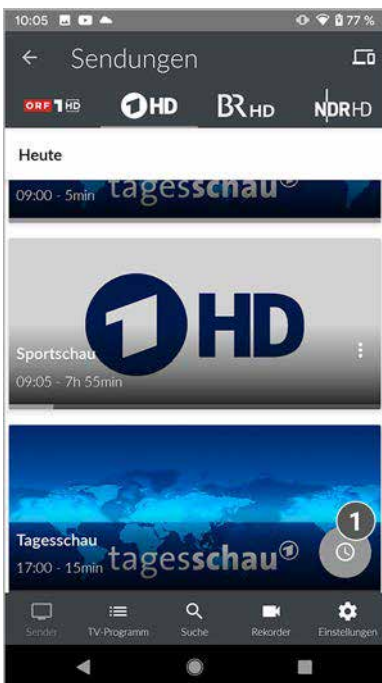 10:05 77 %
Sendungen
ORF 1 HD 1 HD BR HD NDR HD
Heute
tagesschau
09:00 - 5min
1 HD
Sportschau
09:05 - 7h 55min
1
Tagesschau
tagesschau
17:00 - 15min
Sender TV-Programm Suche Rekorder Einstellungen